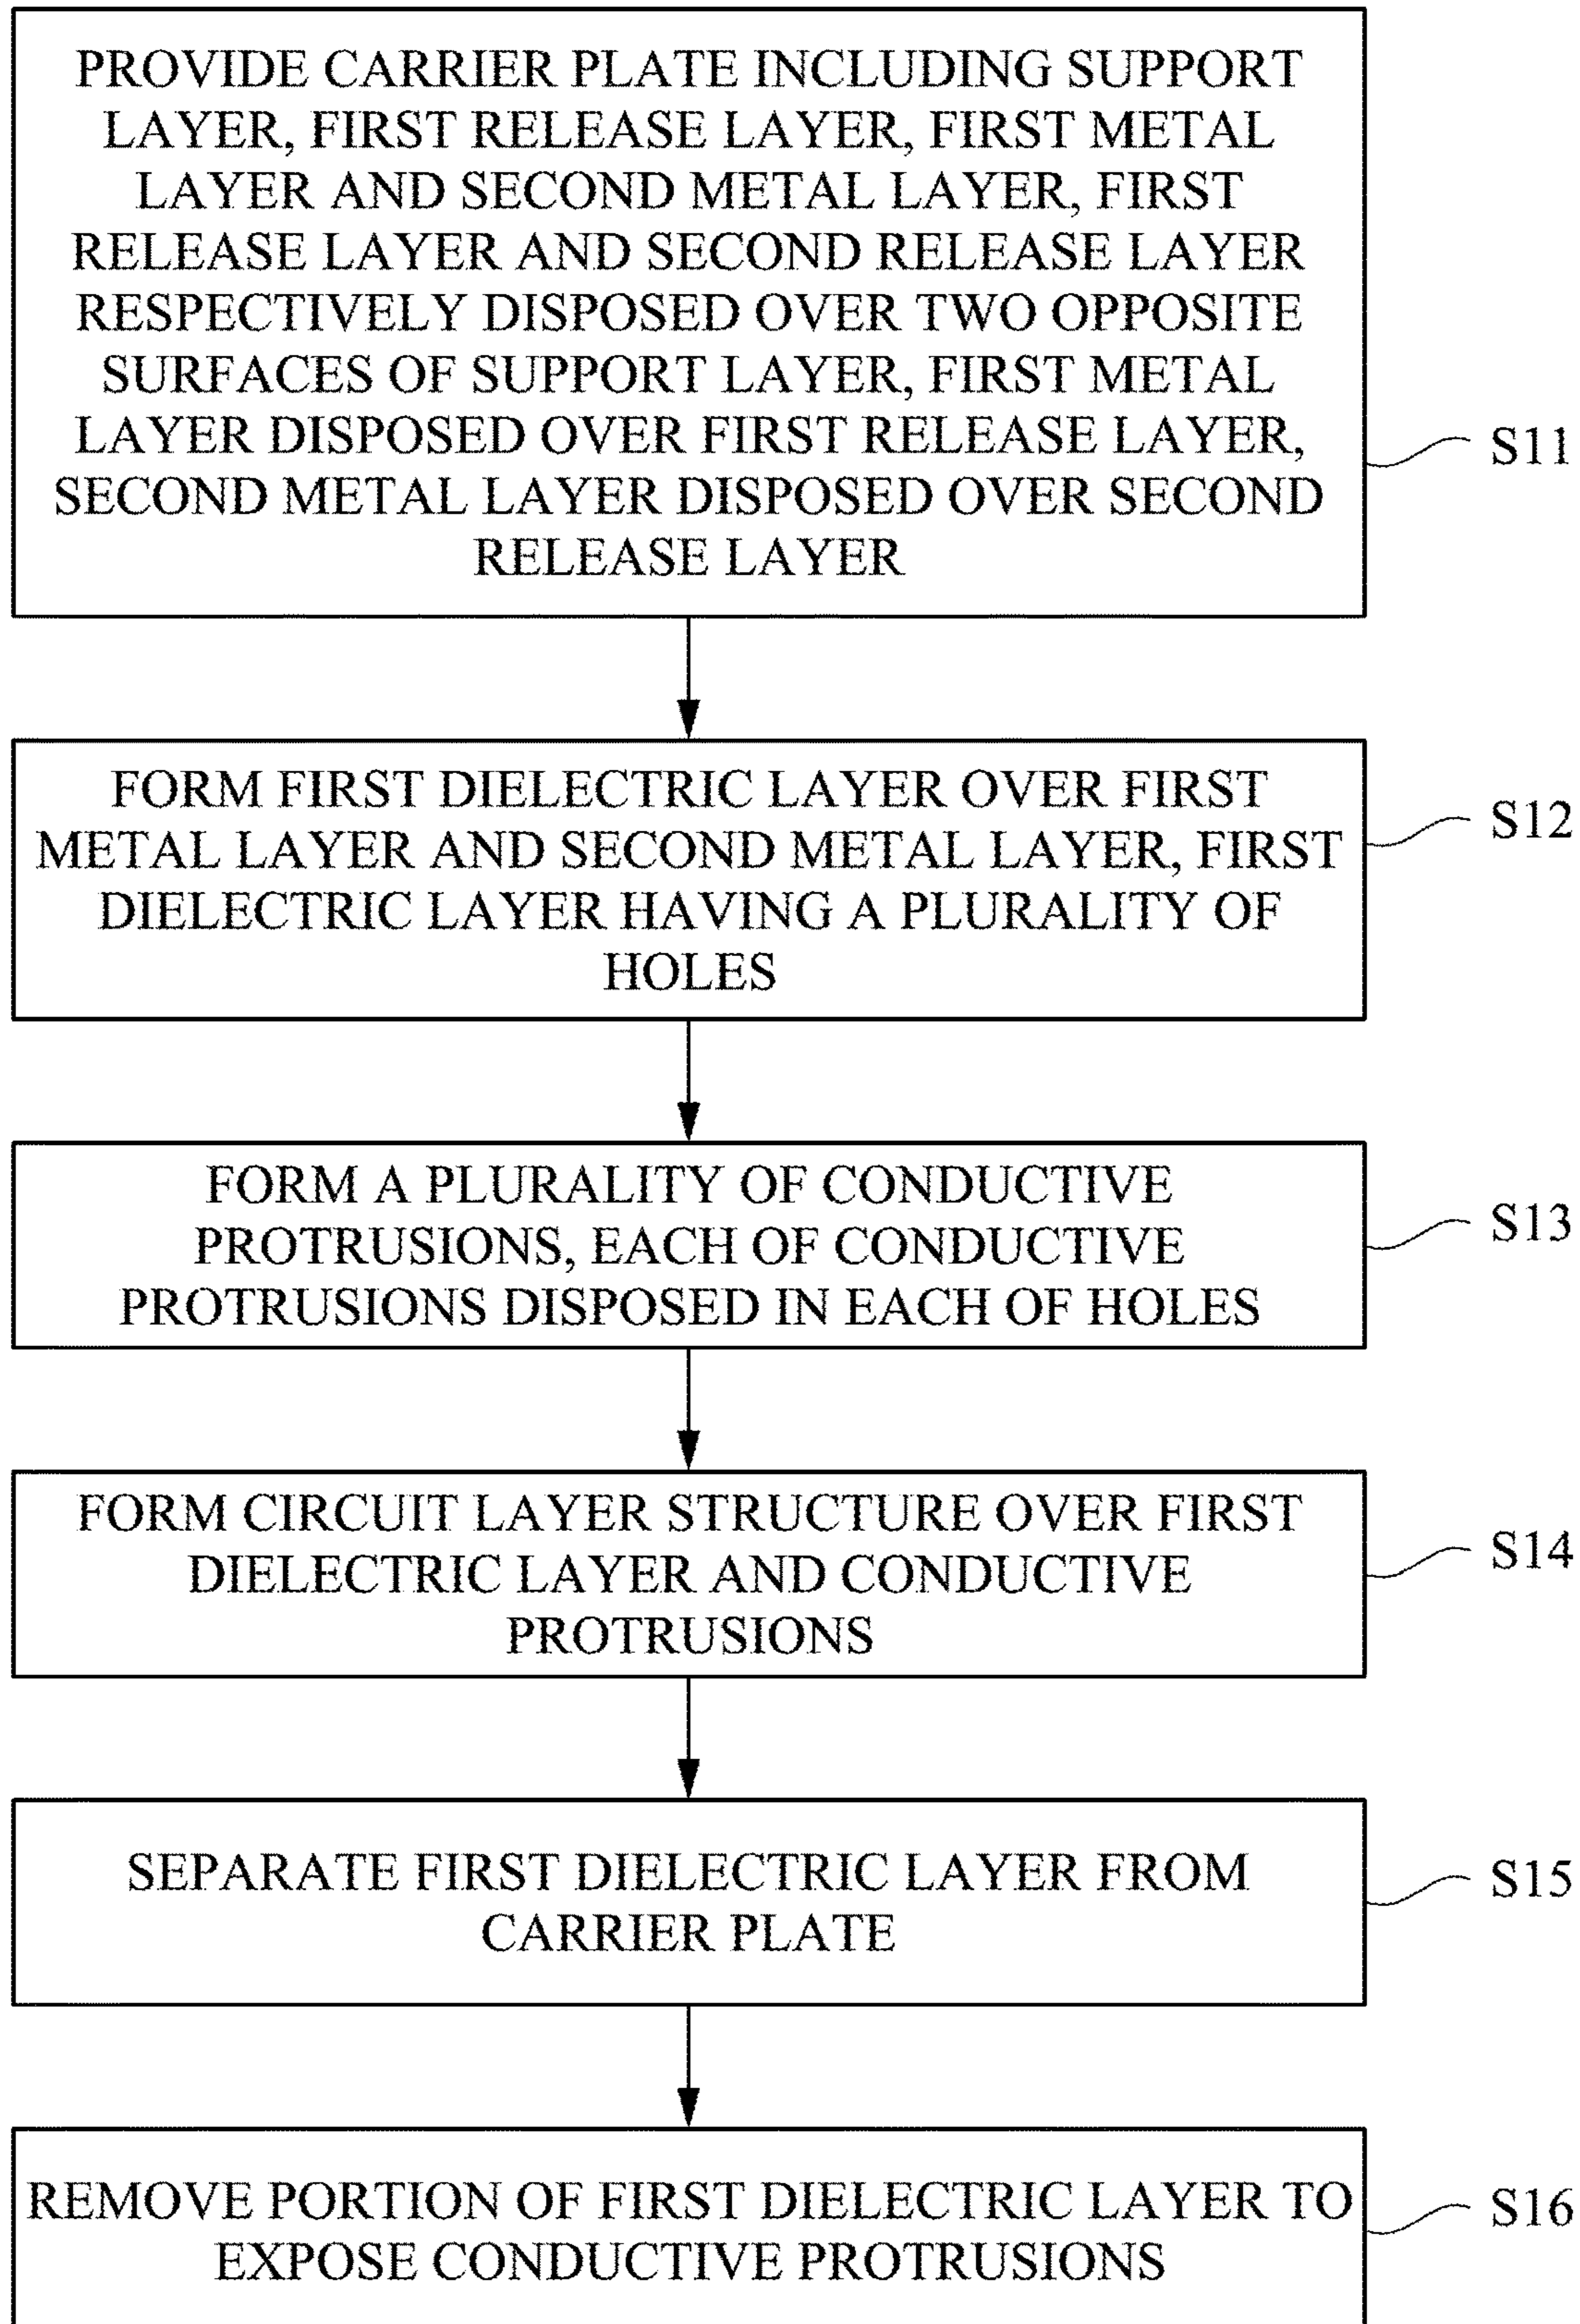 PROVIDE CARRIER PLATE INCLUDING SUPPORT
LAYER, FIRST RELEASE LAYER, FIRST METAL
LAYER AND SECOND METAL LAYER, FIRST
RELEASE LAYER AND SECOND RELEASE LAYER
RESPECTIVELY DISPOSED OVER TWO OPPOSITE
SURFACES OF SUPPORT LAYER, FIRST METAL
LAYER DISPOSED OVER FIRST RELEASE LAYER,
SECOND METAL LAYER DISPOSED OVER SECOND
RELEASE LAYER
S11
FORM FIRST DIELECTRIC LAYER OVER FIRST
METAL LAYER AND SECOND METAL LAYER, FIRST
DIELECTRIC LAYER HAVING A PLURALITY OF
HOLES
S12
FORM A PLURALITY OF CONDUCTIVE
PROTRUSIONS, EACH OF CONDUCTIVE
PROTRUSIONS DISPOSED IN EACH OF HOLES
S13
FORM CIRCUIT LAYER STRUCTURE OVER FIRST
DIELECTRIC LAYER AND CONDUCTIVE
PROTRUSIONS
S14
SEPARATE FIRST DIELECTRIC LAYER FROM
CARRIER PLATE
S15
REMOVE PORTION OF FIRST DIELECTRIC LAYER TO
EXPOSE CONDUCTIVE PROTRUSIONS
S16